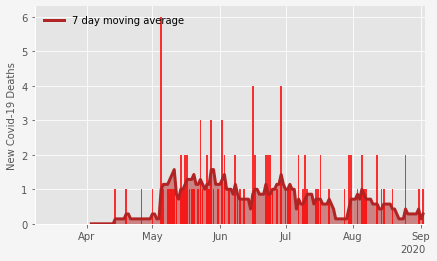 7 day moving average
New Covid-19 Deaths
6
5
4
3
2
1
0
Apr
May
Jun
Jul
Aug
Sep
2020